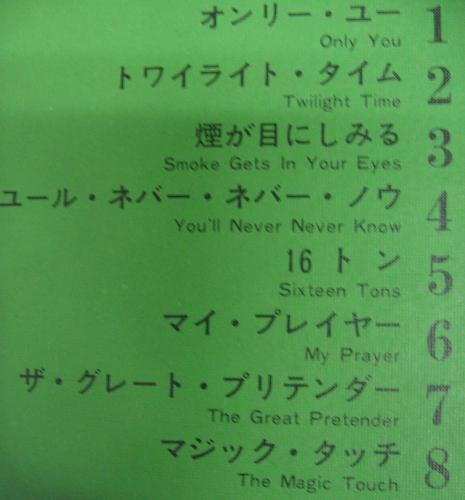 オンリー・ユー 1
Only You
トワイライト・タイム 2
Twilight Time
煙が目にしみる 3
Smoke Gets In Your Eyes
ユール・ネバー・ネバー・ノウ 4
You'll Never Never Know
16トン 5
Sixteen Tons
マイ・プレイヤー 6
My Prayer
ザ・グレート・プリテンダー 7
The Great Pretender
マジック・タッチ 8
The Magic Touch